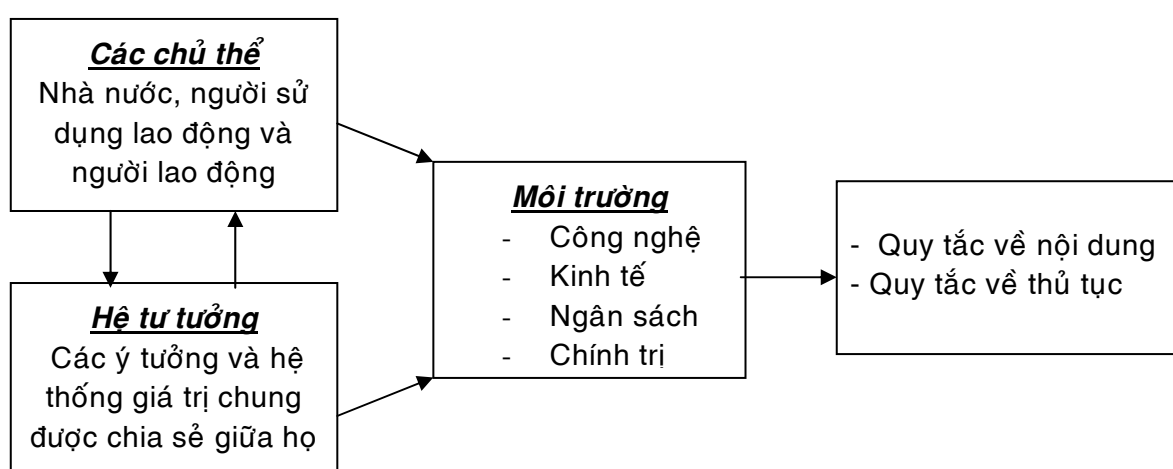 Các chủ thể
Nhà nước, người sử
dụng lao động và
người lao động
Hệ tư tưởng
Các ý tưởng và hệ
thống giá trị chung
được chia sẻ giữa họ
Môi trường
- Công nghệ
- Kinh tế
- Ngân sách
- Chính trị
- Quy tắc về nội dung
- Quy tắc về thủ tục